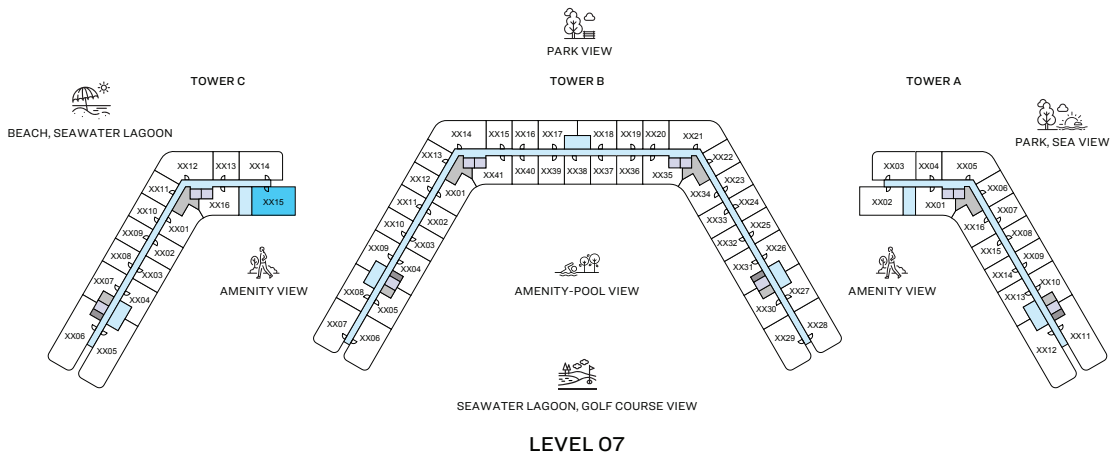 PARK VIEW
TOWER C
TOWER B
TOWER A
BEACH, SEAWATER LAGOON
PARK, SEA VIEW
XX12
XX13
XX14
XX11
XX10
XX09
XX08
XX07
XX06
XX05
XX04
XX03
XX02
XX01
XX16
XX15
XX14
XX15
XX16
XX17
XX18
XX19
XX20
XX21
XX13
XX12
XX11
XX10
XX09
XX08
XX07
XX06
XX05
XX04
XX03
XX02
XX01
XX41
XX40
XX39
XX38
XX37
XX36
XX35
XX34
XX33
XX32
XX31
XX30
XX29
XX22
XX23
XX24
XX25
XX26
XX27
XX28
XX03
XX04
XX05
XX02
XX01
XX06
XX07
XX08
XX09
XX10
XX11
XX16
XX15
XX14
XX13
XX12
AMENITY VIEW
AMENITY-POOL VIEW
AMENITY VIEW
SEAWATER LAGOON, GOLF COURSE VIEW
LEVEL 07